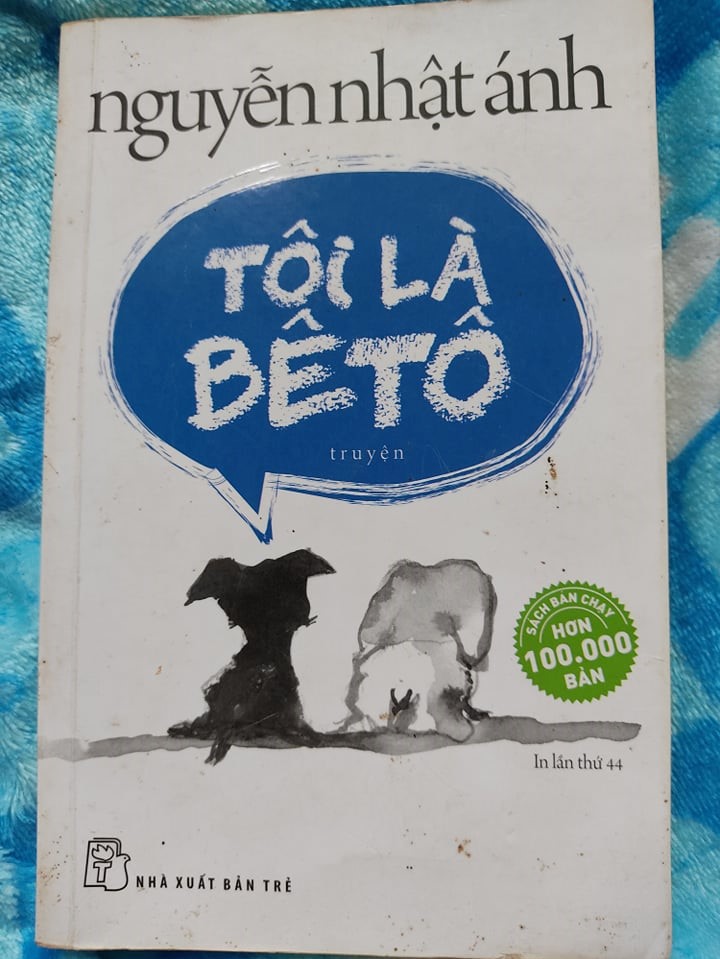 nguyễn nhật ánh
TÔI LÀ
BÊTÔ
truyện
SÁCH BÁN CHẠY
HƠN
100.000
BẢN
In lần thứ 44
T
NHÀ XUẤT BẢN TRẺ